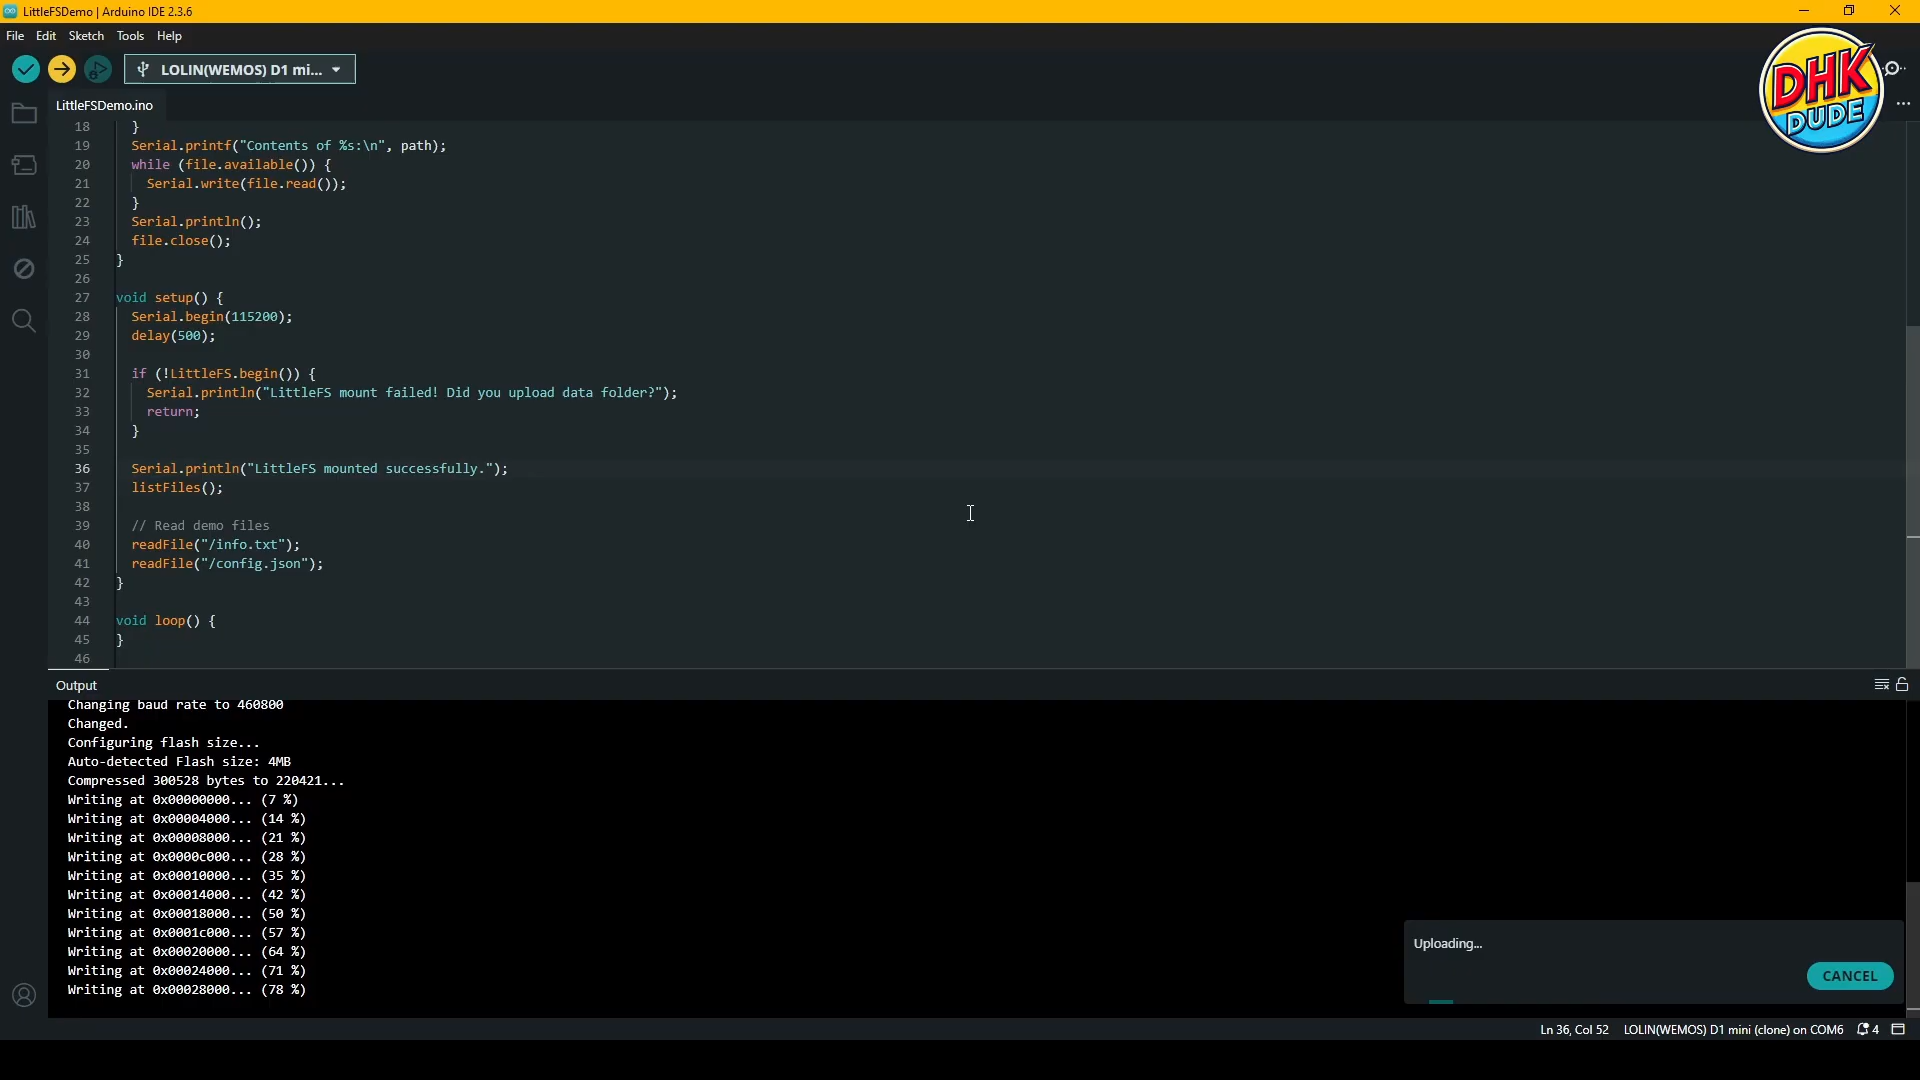 LittleFSDemo | Arduino IDE 2.3.6
File Edit Sketch Tools Help
LOLIN(WEMOS) D1 mi...
DHK
DUDE
LittleFSDemo.ino
18 }
19 Serial.printf("Contents of %s:\n", path);
20 while (file.available()) {
21 Serial.write(file.read());
22 }
23 Serial.println();
24 file.close();
25 }
26
27 void setup() {
28 Serial.begin(115200);
29 delay(500);
30
31 if (!LittleFS.begin()) {
32 Serial.println("LittleFS mount failed! Did you upload data folder?");
33 return;
34 }
35
36 Serial.println("LittleFS mounted successfully.");
37 listFiles();
38
39 // Read demo files
40 readFile("/info.txt");
41 readFile("/config.json");
42 }
43
44 void loop() {
45 }
46
Output
Changing baud rate to 460800
Changed.
Configuring flash size...
Auto-detected Flash size: 4MB
Compressed 300528 bytes to 220421...
Writing at 0x00000000... (7 %)
Writing at 0x00004000... (14 %)
Writing at 0x00008000... (21 %)
Writing at 0x0000c000... (28 %)
Writing at 0x00010000... (35 %)
Writing at 0x00014000... (42 %)
Writing at 0x00018000... (50 %)
Writing at 0x0001c000... (57 %)
Writing at 0x00020000... (64 %)
Writing at 0x00024000... (71 %)
Writing at 0x00028000... (78 %)
Uploading...
CANCEL
Ln 36, Col 52 LOLIN(WEMOS) D1 mini (clone) on COM6 4